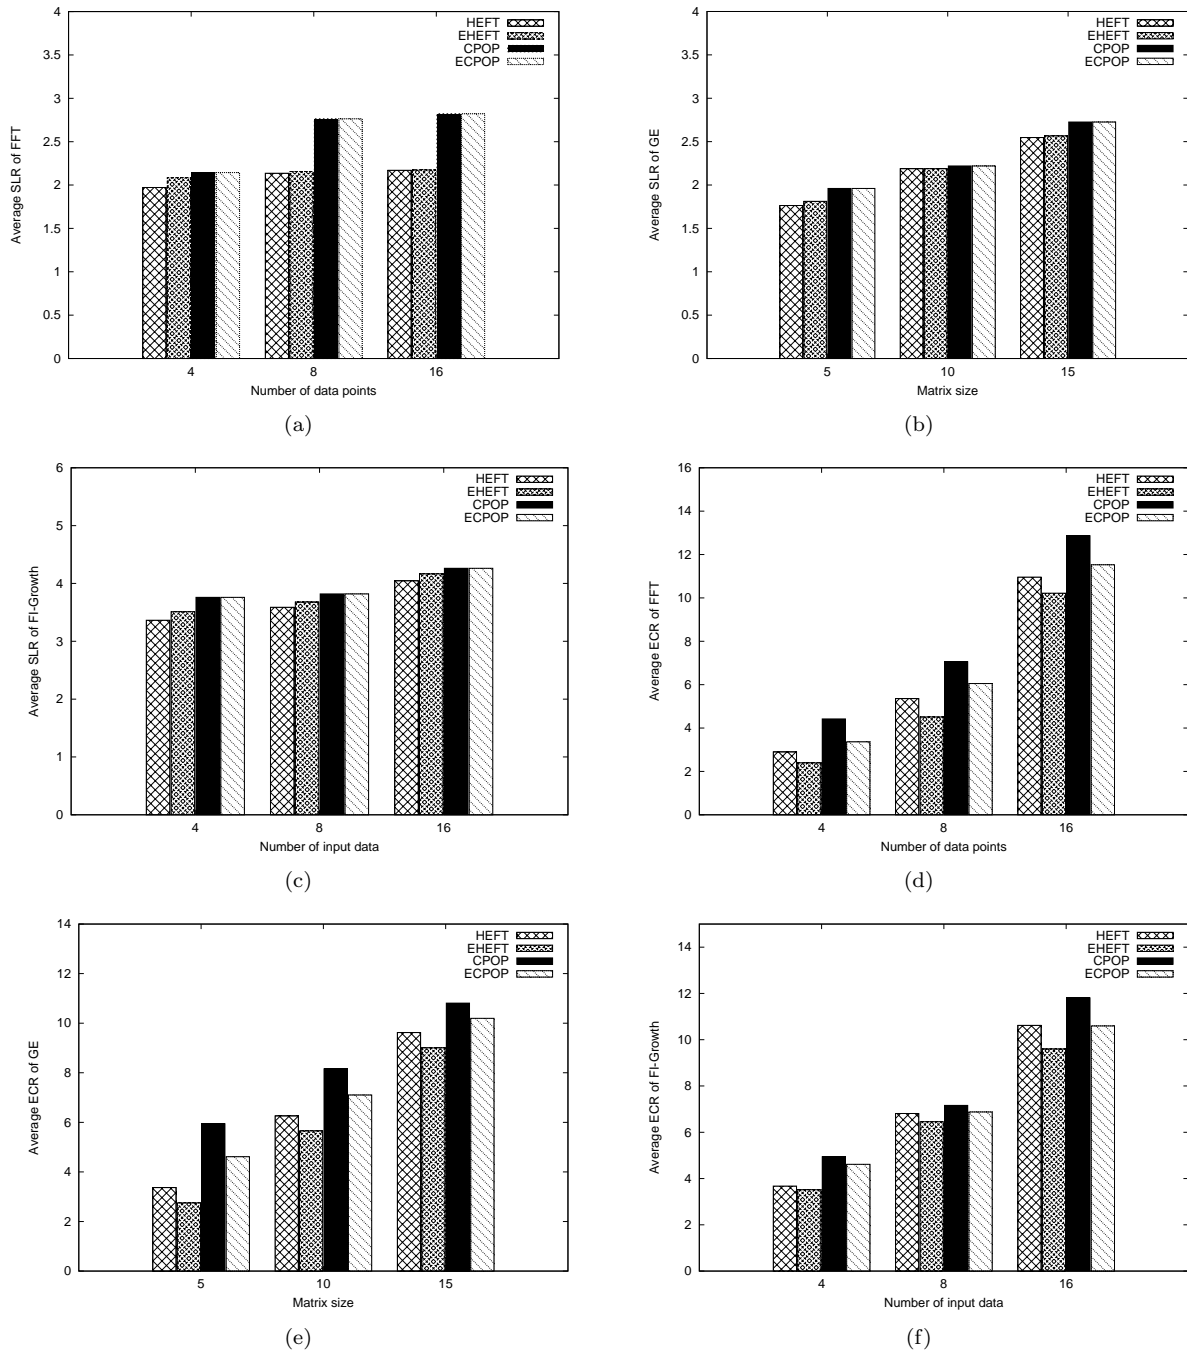 4
3.5
3
2.5
2
1.5
1
0.5
0
Average SLR of FFT
HEFT
EHEFT
CPOP
ECPOP
4 8 16
Number of data points
(a)
4
3.5
3
2.5
2
1.5
1
0.5
0
Average SLR of GE
HEFT
EHEFT
CPOP
ECPOP
5 10 15
Matrix size
(b)
6
5
4
3
2
1
0
Average SLR of FI-Growth
HEFT
EHEFT
CPOP
ECPOP
4 8 16
Number of input data
(c)
16
14
12
10
8
6
4
2
0
Average ECR of FFT
HEFT
EHEFT
CPOP
ECPOP
4 8 16
Number of data points
(d)
14
12
10
8
6
4
2
0
Average ECR of GE
HEFT
EHEFT
CPOP
ECPOP
5 10 15
Matrix size
(e)
14
12
10
8
6
4
2
0
Average ECR of FI-Growth
HEFT
EHEFT
CPOP
ECPOP
4 8 16
Number of input data
(f)